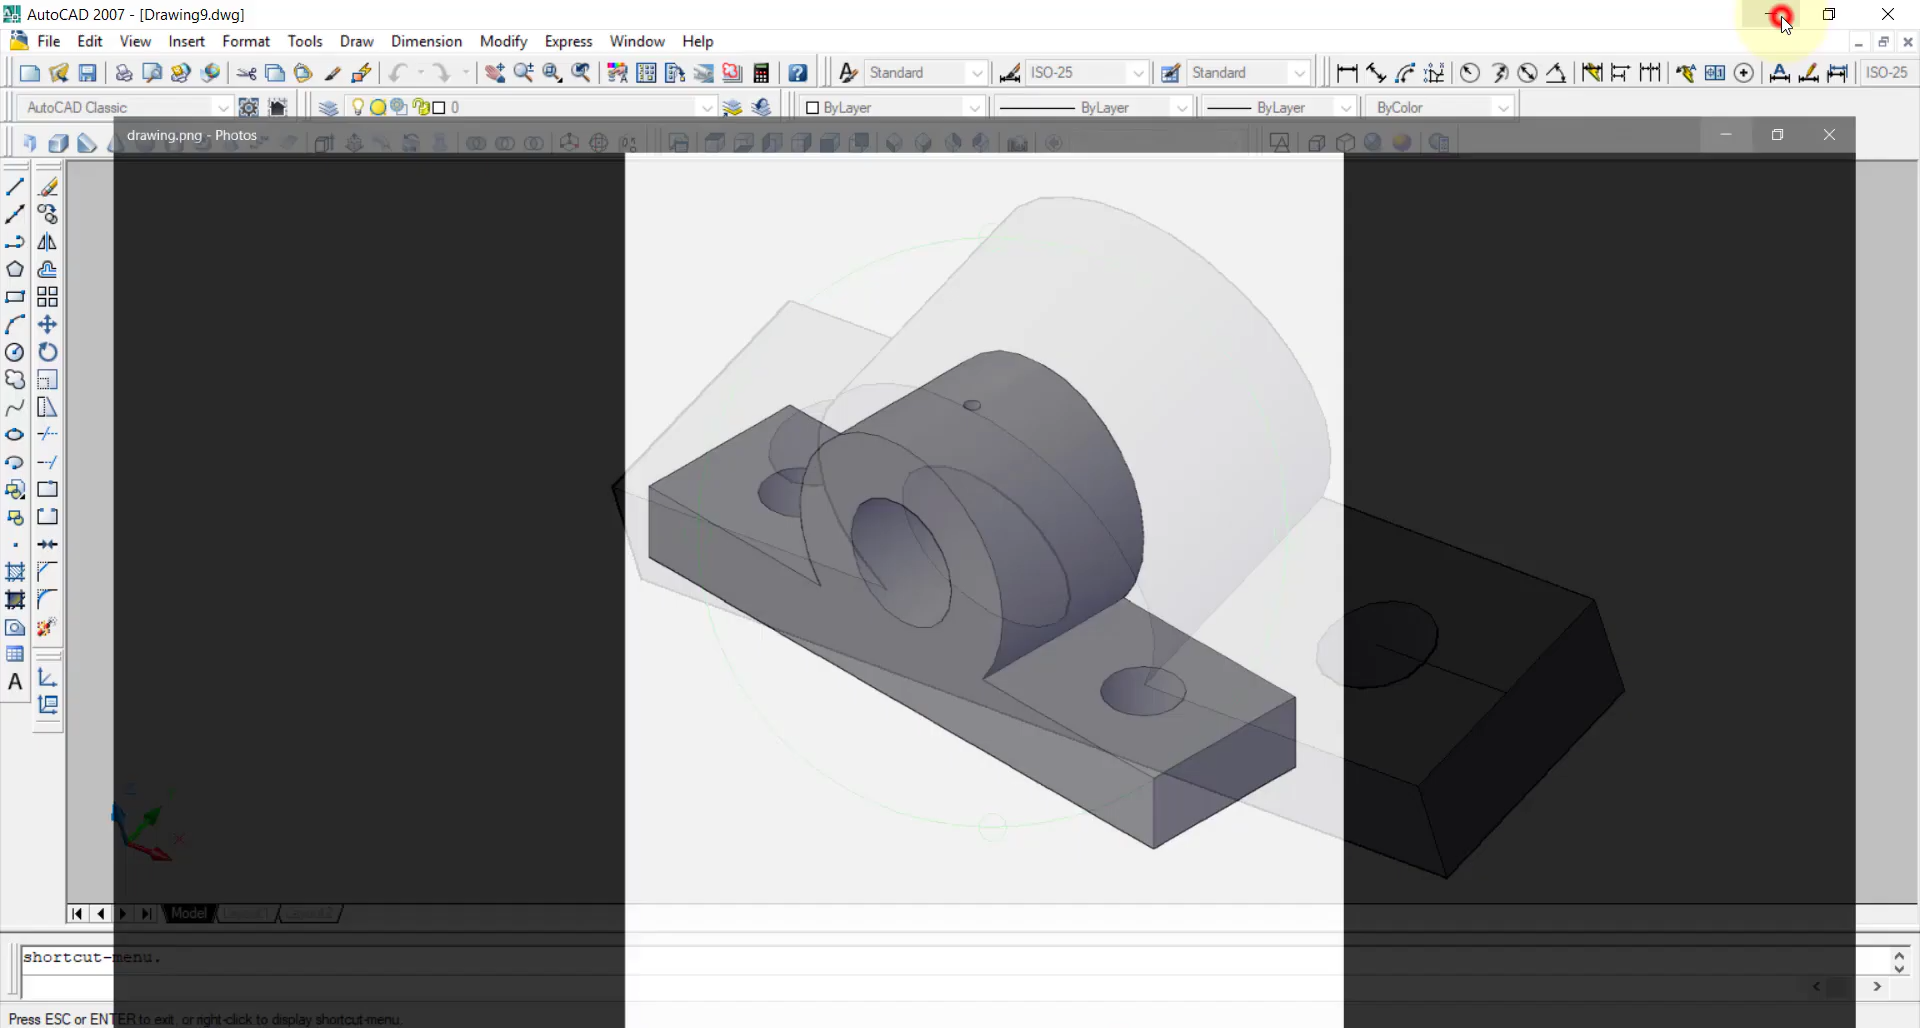 AutoCAD 2007 - [Drawing9.dwg]
File Edit View Insert Format Tools Draw Dimension Modify Express Window Help
Standard ISO-25 Standard ISO-25
AutoCAD Classic 0 ByLayer ByLayer ByLayer ByColor
drawing.png - Photos
A
Model Layout1 Layout2
shortcut-menu.
Press ESC or ENTER to exit, or right-click to display shortcut-menu.